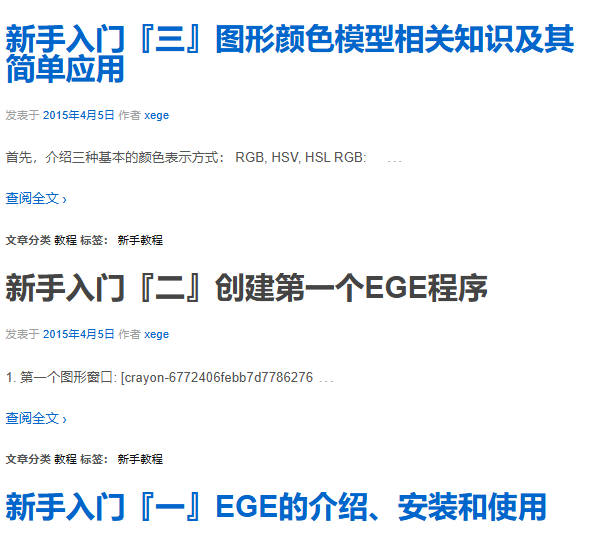 新手入门『三』图形颜色模型相关知识及其
简单应用
发表于 2015年4月5日 作者 xege
首先，介绍三种基本的颜色表示方式： RGB, HSV, HSL RGB: ...
查阅全文 ›
文章分类 教程 标签： 新手教程
新手入门『二』创建第一个EGE程序
发表于 2015年4月5日 作者 xege
1. 第一个图形窗口: [crayon-6772406febb7d7786276 ...
查阅全文 ›
文章分类 教程 标签： 新手教程
新手入门『一』EGE的介绍、安装和使用